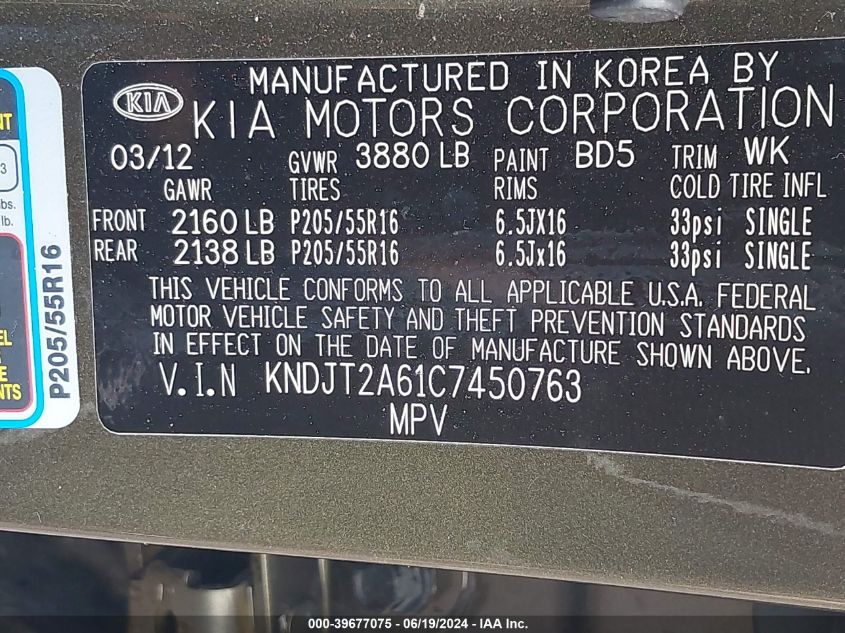 MANUFACTURED IN KOREA BY
KIA
KIA MOTORS CORPORATION
03/12 GVWR 3880 LB PAINT BD5 TRIM WK
GAWR TIRES RIMS COLD TIRE INFL
FRONT 2160 LB P205/55R16 6.5JX16 33psi SINGLE
REAR 2138 LB P205/55R16 6.5Jx16 33psi SINGLE
THIS VEHICLE CONFORMS TO ALL APPLICABLE U.S.A. FEDERAL
MOTOR VEHICLE SAFETY AND THEFT PREVENTION STANDARDS
IN EFFECT ON THE DATE OF MANUFACTURE SHOWN ABOVE.
V.I.N KNDJT2A61C7450763
MPV
P205/55R16
3
lb.
000-39677075 - 06/19/2024 - IAA Inc.